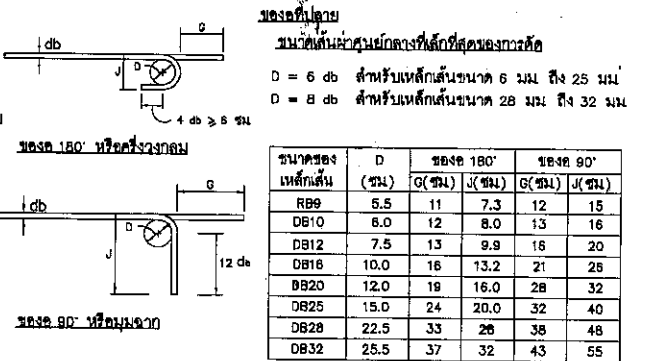 ของอที่ปลาย
ขนาดเส้นผ่าศูนย์กลางที่เล็กที่สุดของการดัด
D = 6 db สำหรับเหล็กเส้นขนาด 6 มม ถึง 25 มม
D = 8 db สำหรับเหล็กเส้นขนาด 28 มม ถึง 32 มม
db
G
D
J
4 db ⩾ 6 ซม
ของอ 180° หรือครึ่งวงกลม
db
G
D
J
12 db
ของอ 90° หรือมุมฉาก
ขนาดของเหล็กเส้น D (ซม) ของอ 180° ของอ 90°
G(ซม) J(ซม) G(ซม) J(ซม)
RB9 5.5 11 7.3 12 15
DB10 6.0 12 8.0 13 16
DB12 7.5 13 9.9 16 20
DB16 10.0 16 13.2 21 26
DB20 12.0 19 16.0 28 32
DB25 15.0 24 20.0 32 40
DB28 22.5 33 28 38 48
DB32 25.5 37 32 43 55